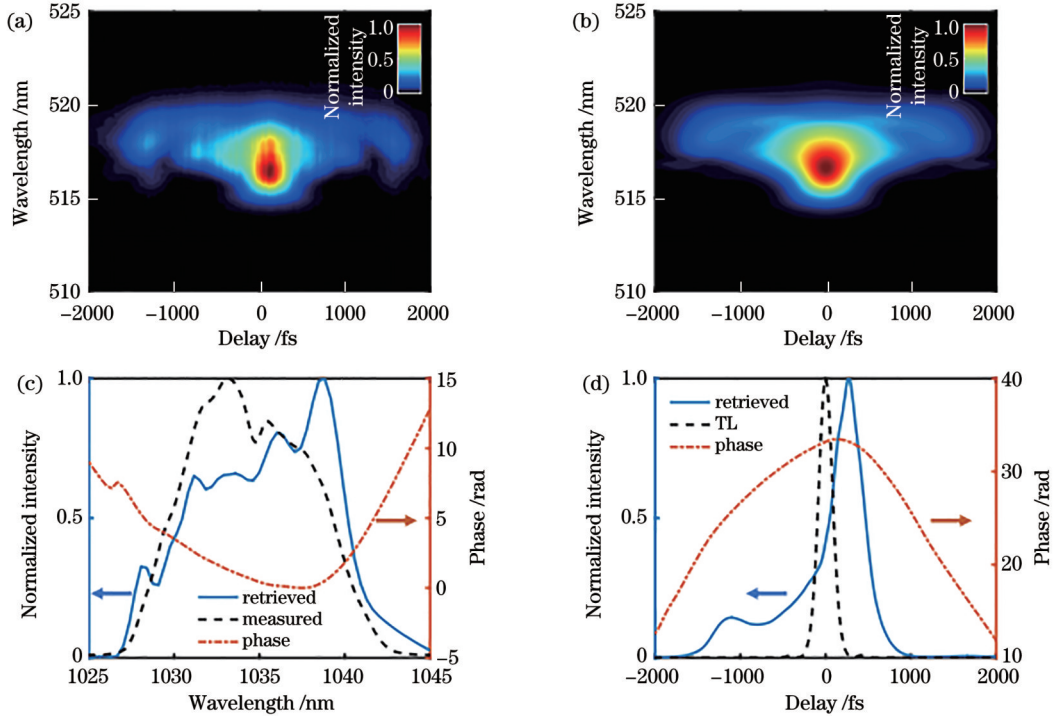 (a)
525
520
515
510
Wavelength /nm
Normalized
intensity
1.0
0.5
0
−2000
−1000
0
1000
2000
Delay /fs
(b)
525
520
515
510
Wavelength /nm
Normalized
intensity
1.0
0.5
0
−2000
−1000
0
1000
2000
Delay /fs
(c)
1.0
0.5
0
Normalized intensity
retrieved
measured
phase
15
10
5
0
−5
Phase /rad
1025
1030
1035
1040
1045
Wavelength /nm
(d)
1.0
0.5
0
Normalized intensity
retrieved
TL
phase
40
30
20
10
Phase /rad
−2000
−1000
0
1000
2000
Delay /fs